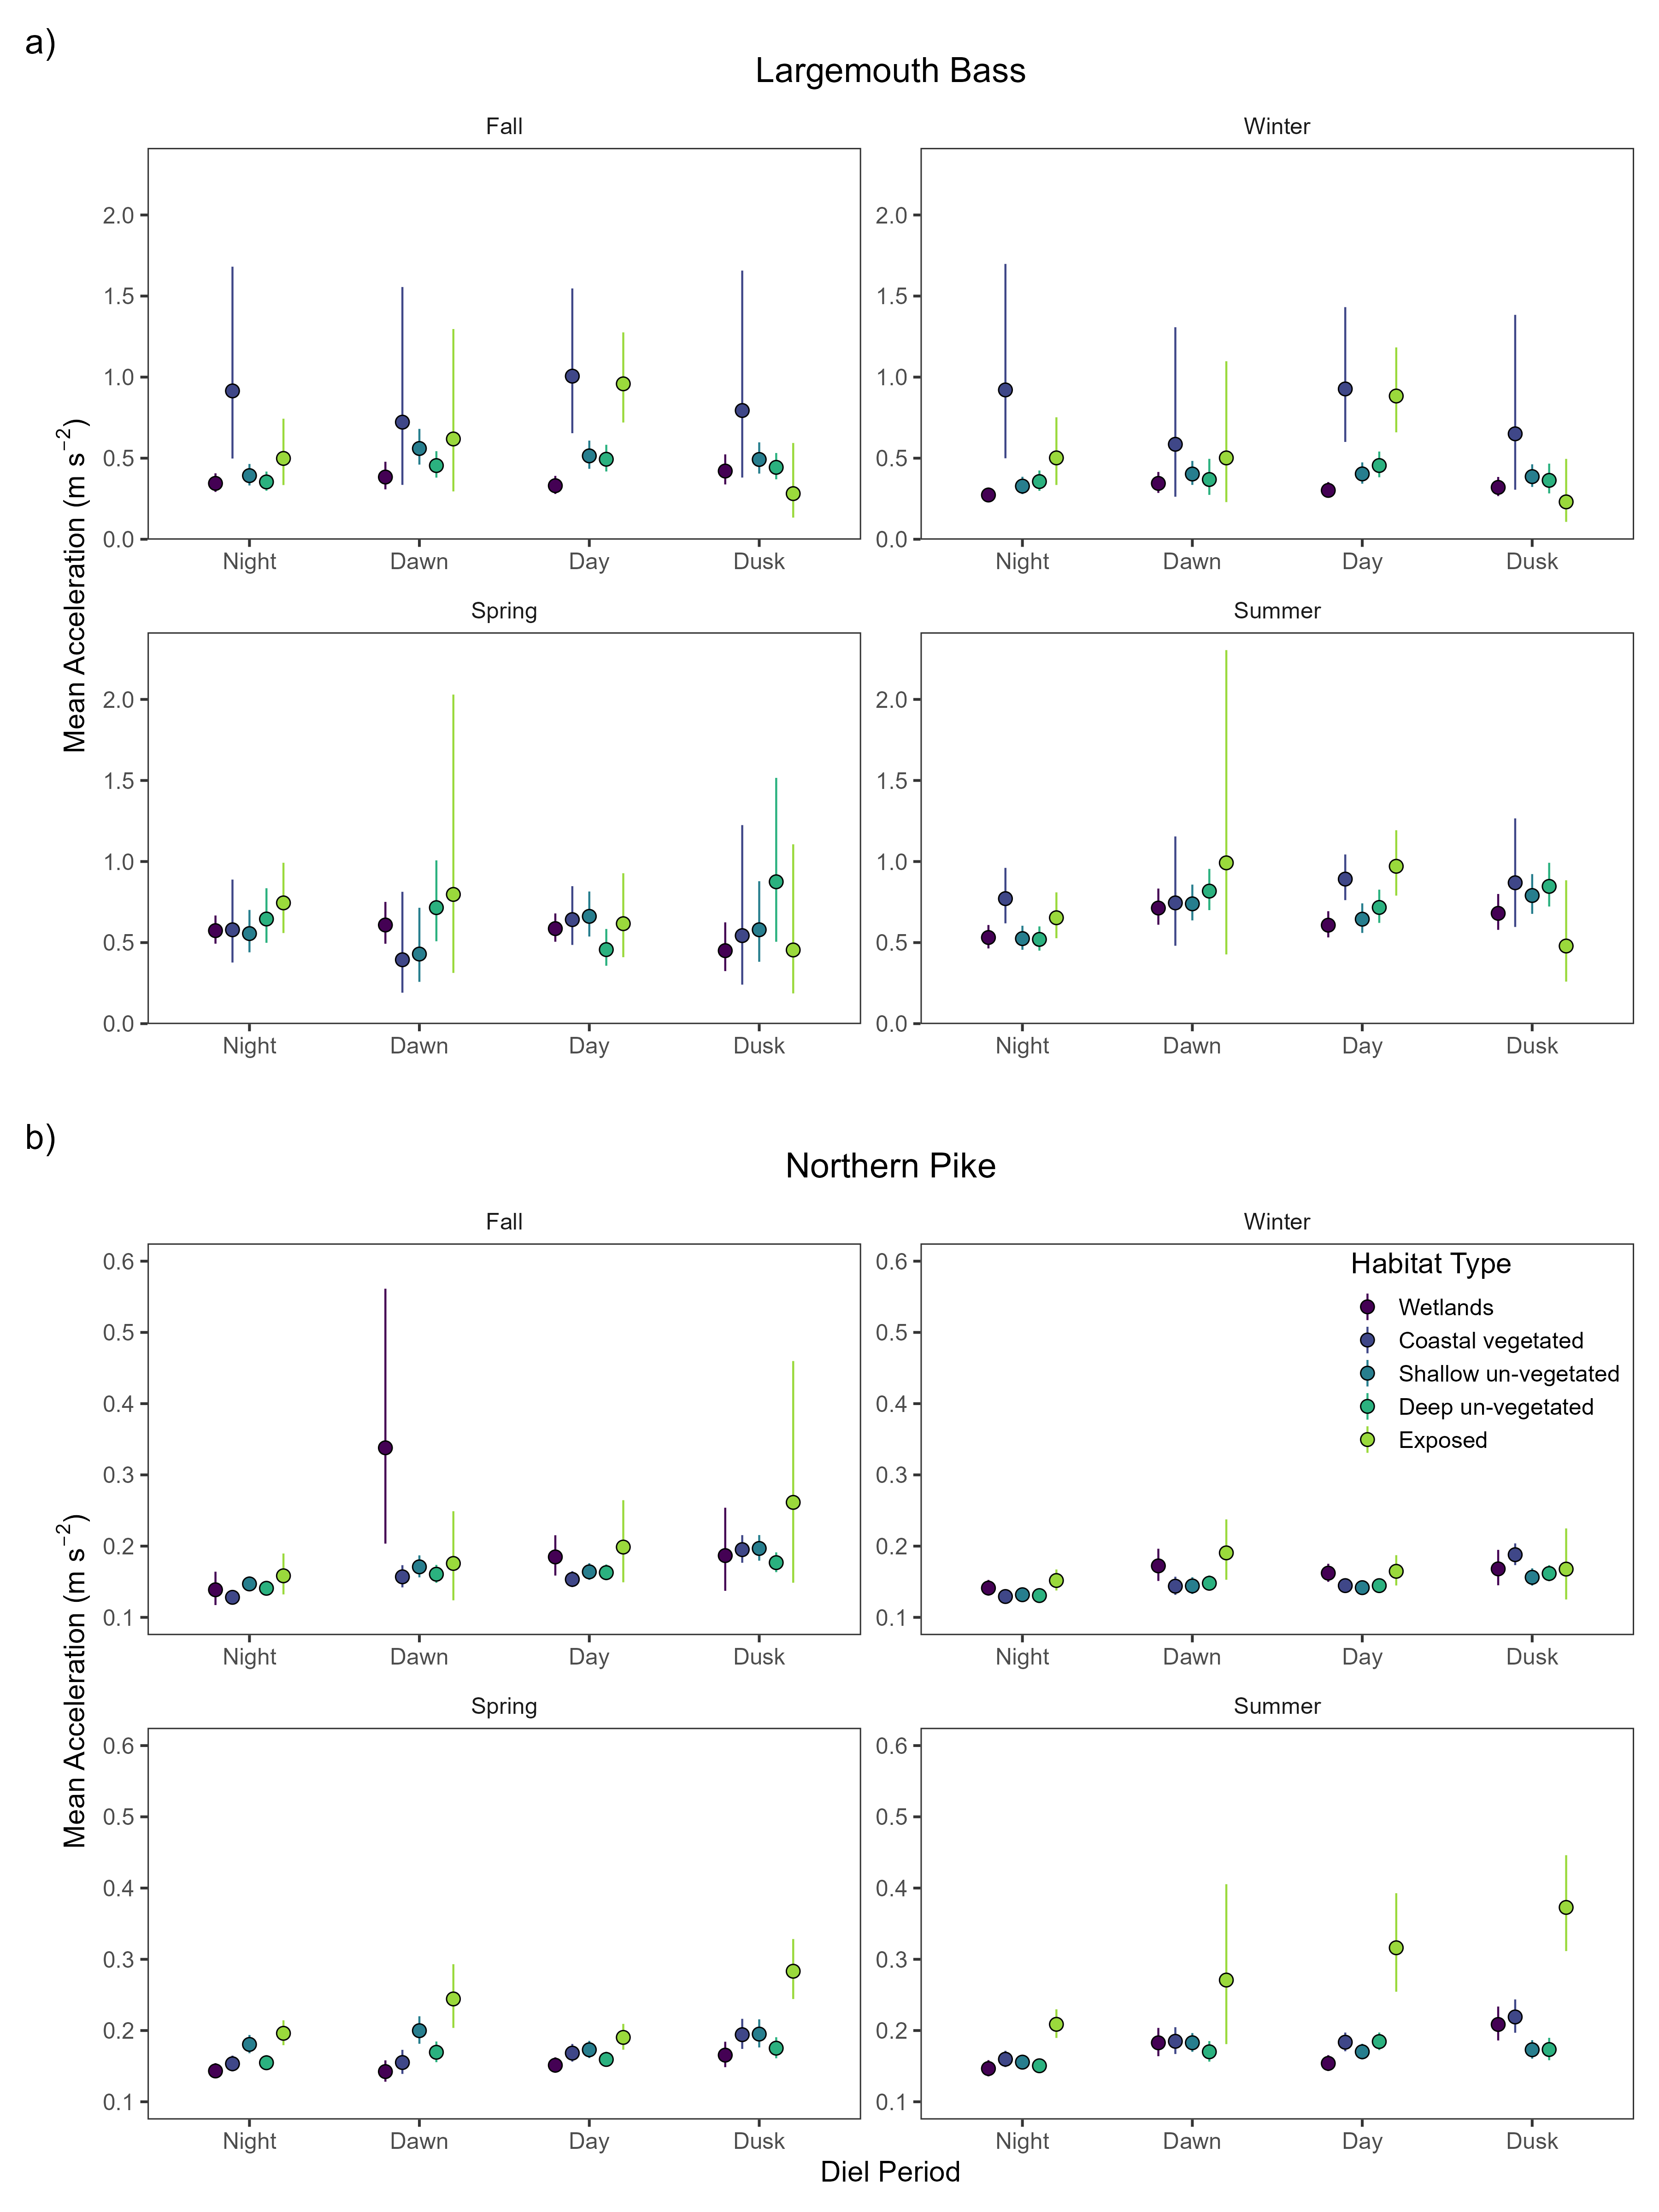 a)
Largemouth Bass
Fall
Winter
2.0
1.5
1.0
0.5
0.0
2.0
1.5
1.0
0.5
0.0
Night Dawn Day Dusk
Night Dawn Day Dusk
Mean Acceleration (m s⁻²)
Spring
Summer
2.0
1.5
1.0
0.5
0.0
2.0
1.5
1.0
0.5
0.0
Night Dawn Day Dusk
Night Dawn Day Dusk
b)
Northern Pike
Fall
Winter
0.6
0.5
0.4
0.3
0.2
0.1
0.6
0.5
0.4
0.3
0.2
0.1
Habitat Type
Wetlands
Coastal vegetated
Shallow un-vegetated
Deep un-vegetated
Exposed
Night Dawn Day Dusk
Night Dawn Day Dusk
Mean Acceleration (m s⁻²)
Spring
Summer
0.6
0.5
0.4
0.3
0.2
0.1
0.6
0.5
0.4
0.3
0.2
0.1
Night Dawn Day Dusk
Night Dawn Day Dusk
Diel Period